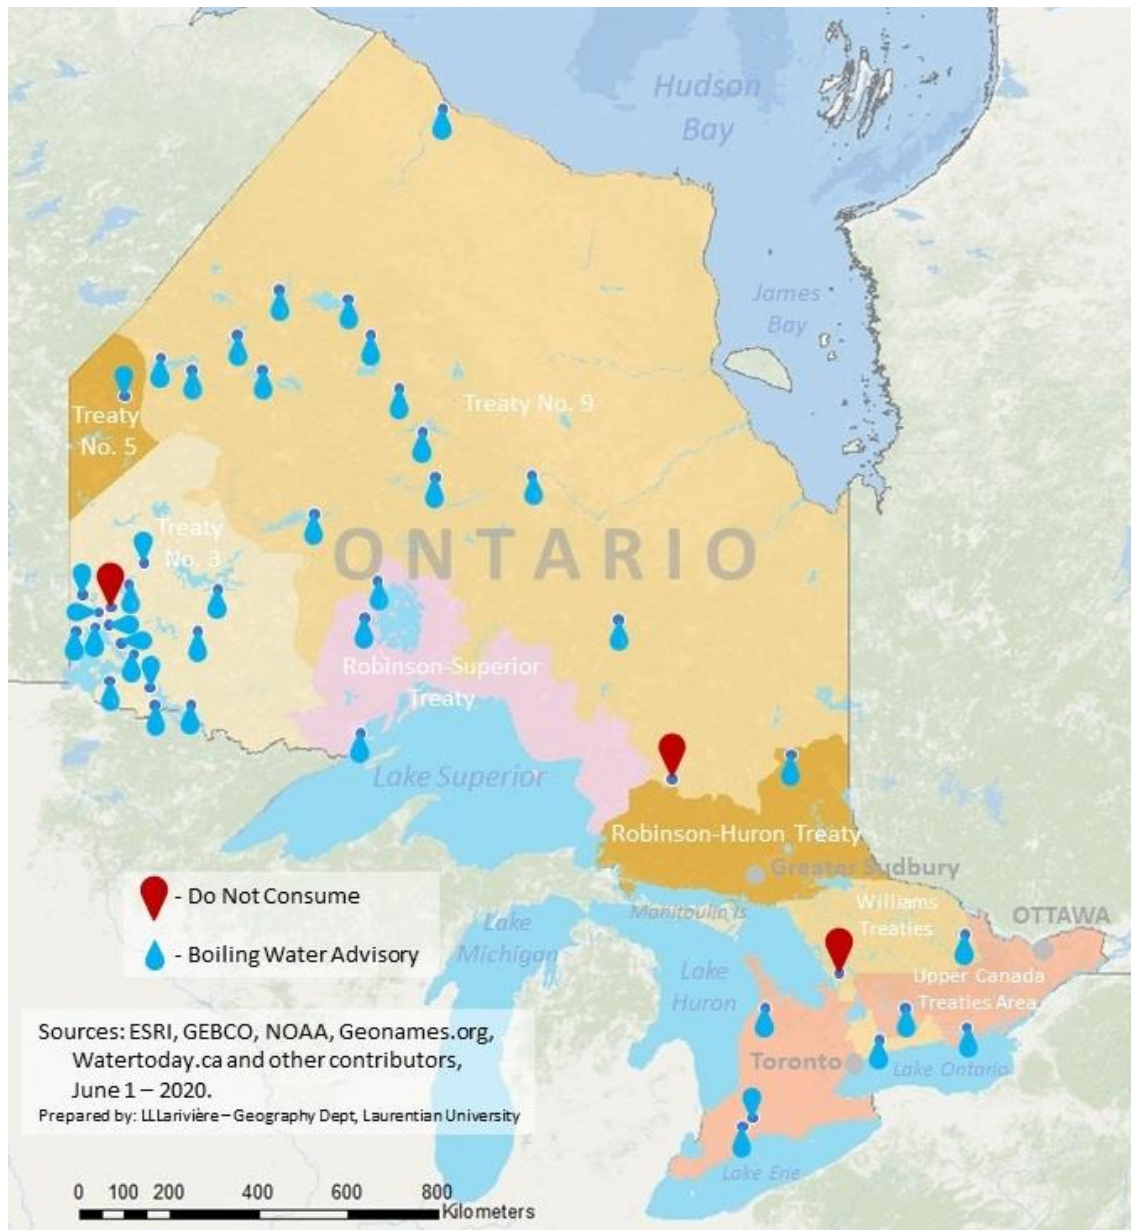 Hudson
Bay
James
Bay
Treaty No. 9
Treaty
No. 5
Treaty
No. 3
ONTARIO
Robinson-Superior
Treaty
Lake Superior
Robinson-Huron Treaty
Greater Sudbury
- Do Not Consume
Manitoulin Is.
Williams
Treaties
OTTAWA
Lake
Michigan
- Boiling Water Advisory
Lake
Huron
Upper Canada
Treaties Area
Sources: ESRI, GEBCO, NOAA, Geonames.org,
Watertoday.ca and other contributors,
June 1 – 2020.
Prepared by: LLLarivière – Geography Dept, Laurentian University
Toronto
Lake Ontario
Lake Erie
0 100 200 400 600 800
Kilometers